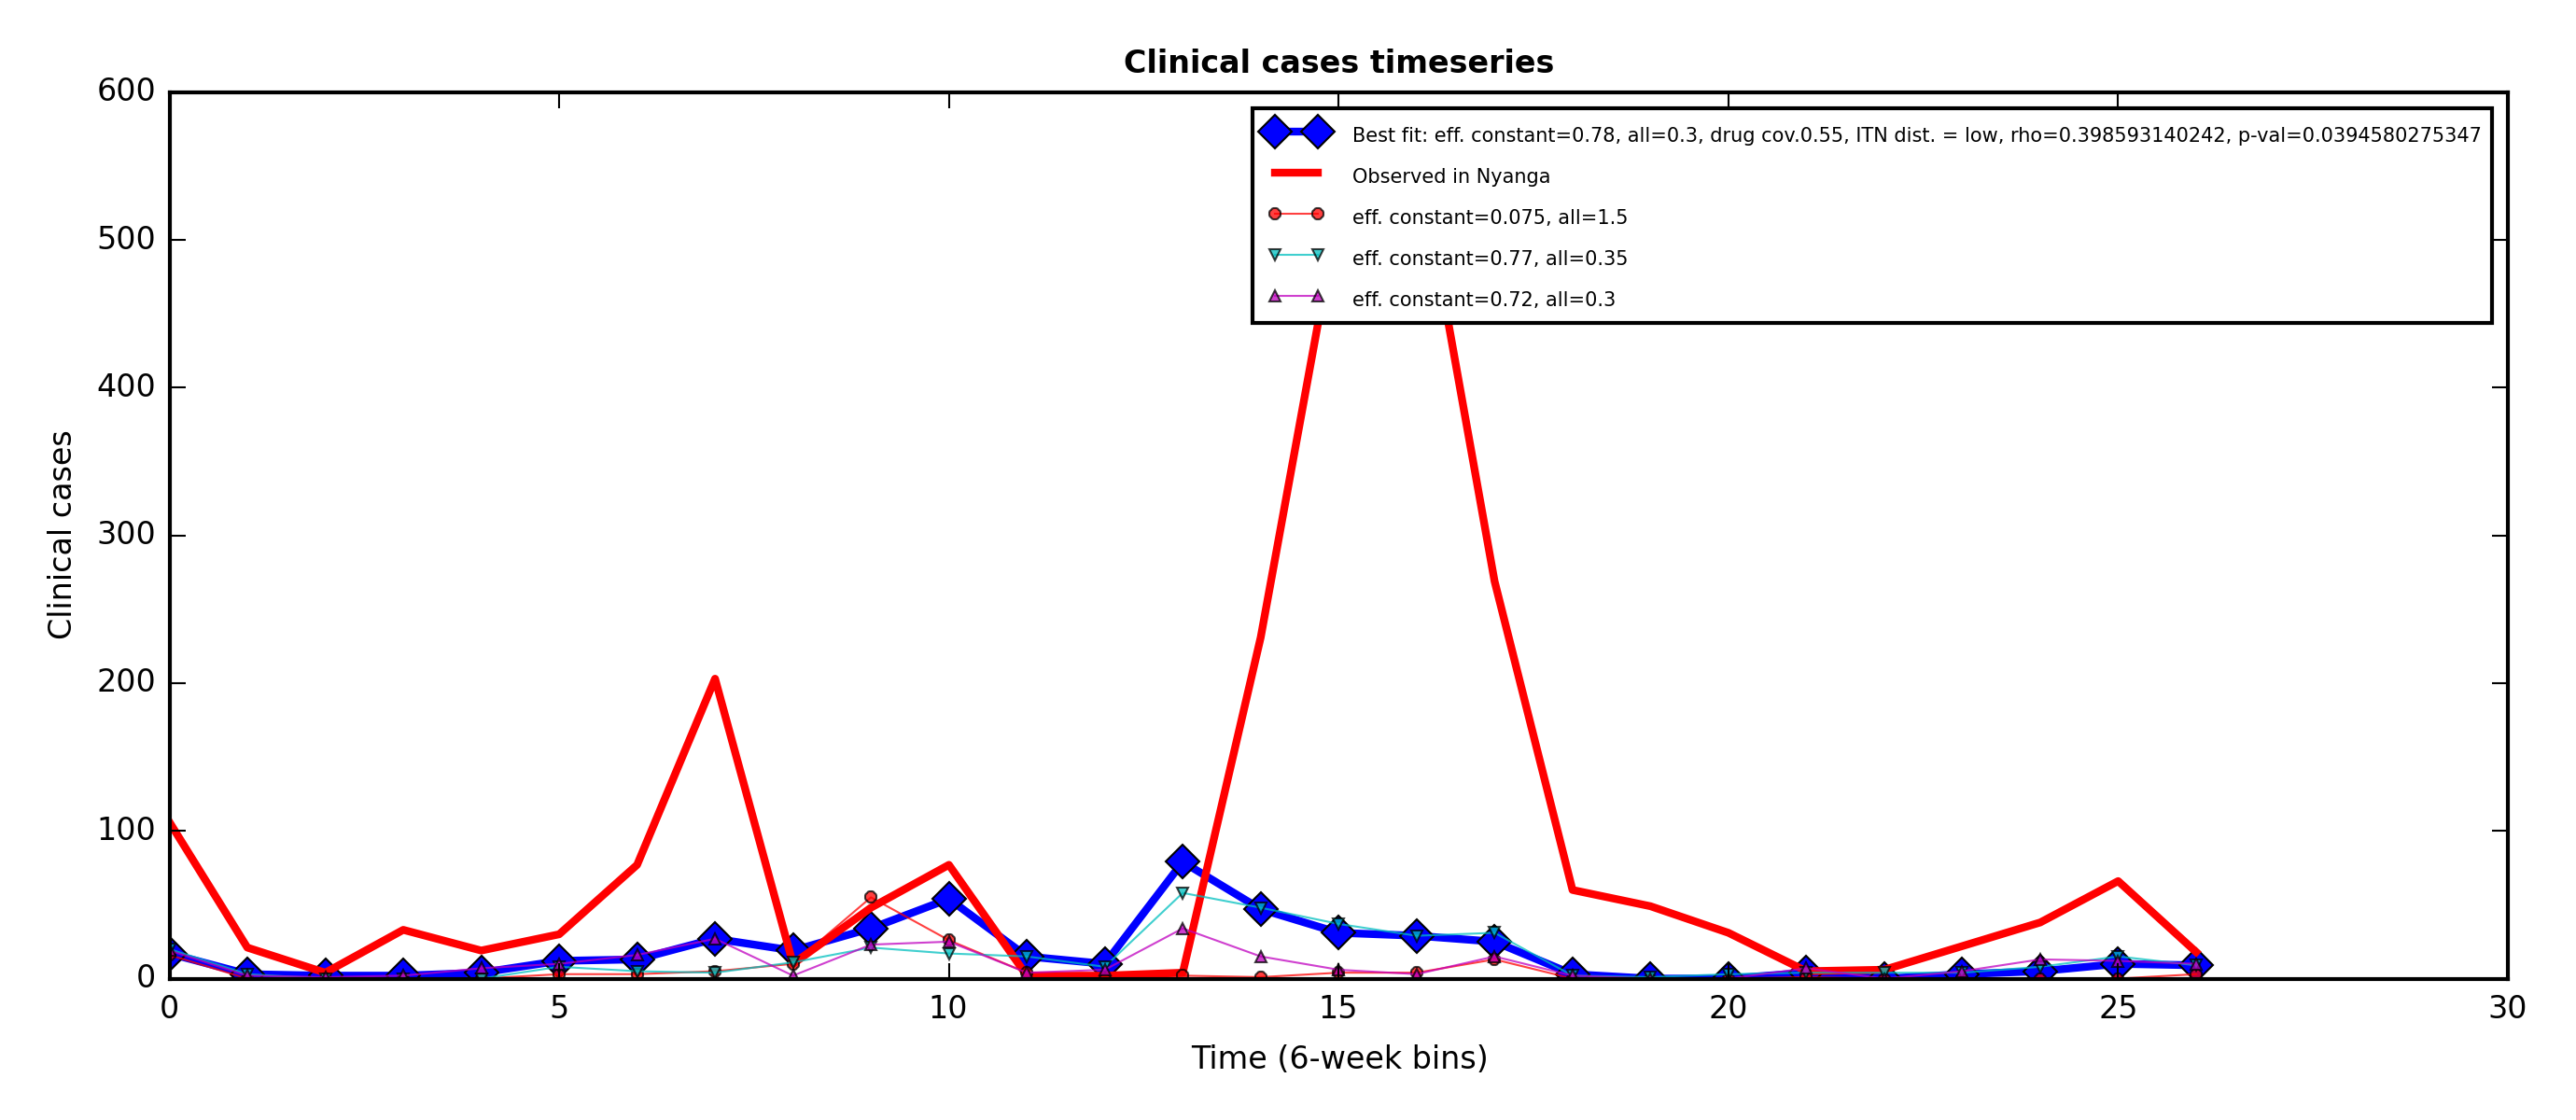 Clinical cases timeseries
600
500
400
300
200
100
0
Clinical cases
Best fit: eff. constant=0.78, all=0.3, drug cov.0.55, ITN dist. = low, rho=0.398593140242, p-val=0.0394580275347
Observed in Nyanga
eff. constant=0.075, all=1.5
eff. constant=0.77, all=0.35
eff. constant=0.72, all=0.3
0 5 10 15 20 25 30
Time (6-week bins)